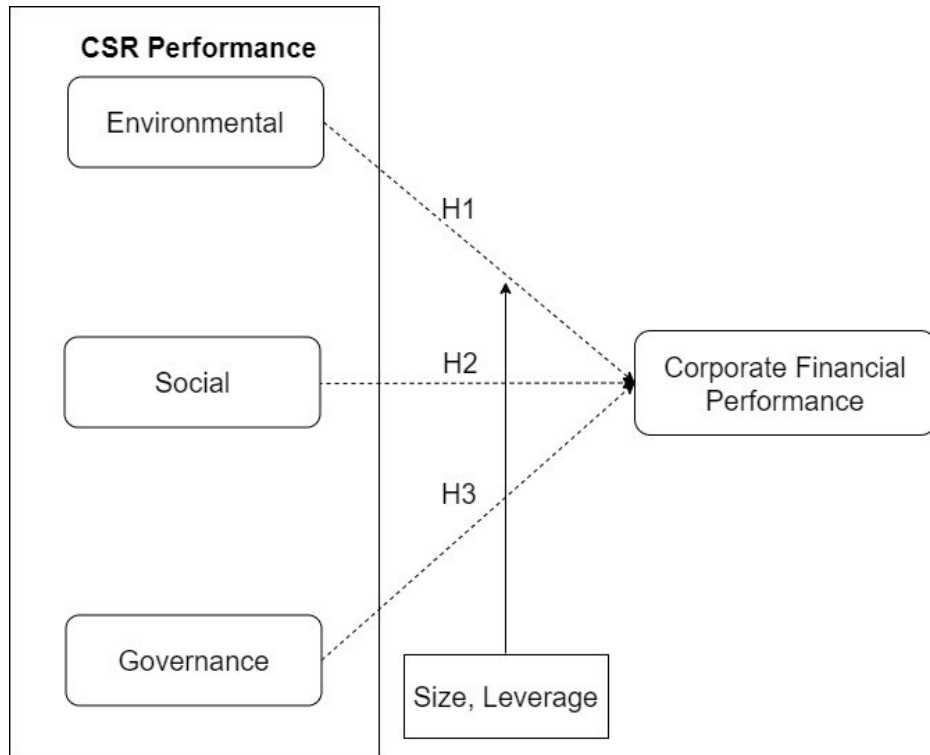 CSR Performance
Environmental
H1
Social
H2
Corporate Financial
Performance
H3
Governance
Size, Leverage